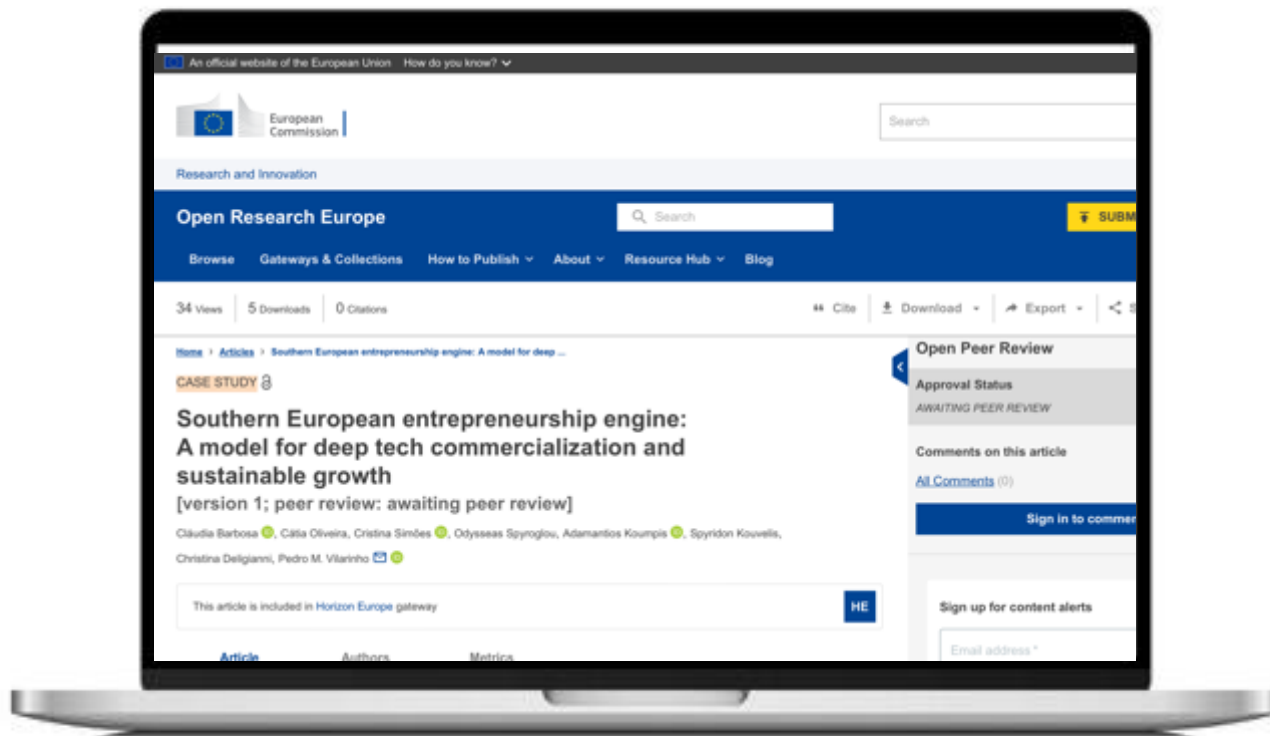 An official website of the European Union How do you know?
European
Commission
Search
Research and Innovation
Open Research Europe
Search
SUBM
Browse Gateways & Collections How to Publish About Resource Hub Blog
34 Views 5 Downloads 0 Citations
Cite Download Export S
Home > Articles > Southern European entrepreneurship engine: A model for deep ...
CASE STUDY
Southern European entrepreneurship engine:
A model for deep tech commercialization and
sustainable growth
[version 1; peer review: awaiting peer review]
Cláudia Barbosa, Cátia Oliveira, Cristina Simões, Odysseas Spyroglou, Adamantios Koumpis, Spyridon Kouvelis,
Christina Deligianni, Pedro M. Vilarinho
This article is included in Horizon Europe gateway
HE
Article Authors Metrics
Open Peer Review
Approval Status
AWAITING PEER REVIEW
Comments on this article
All Comments (0)
Sign in to commen
Sign up for content alerts
Email address *